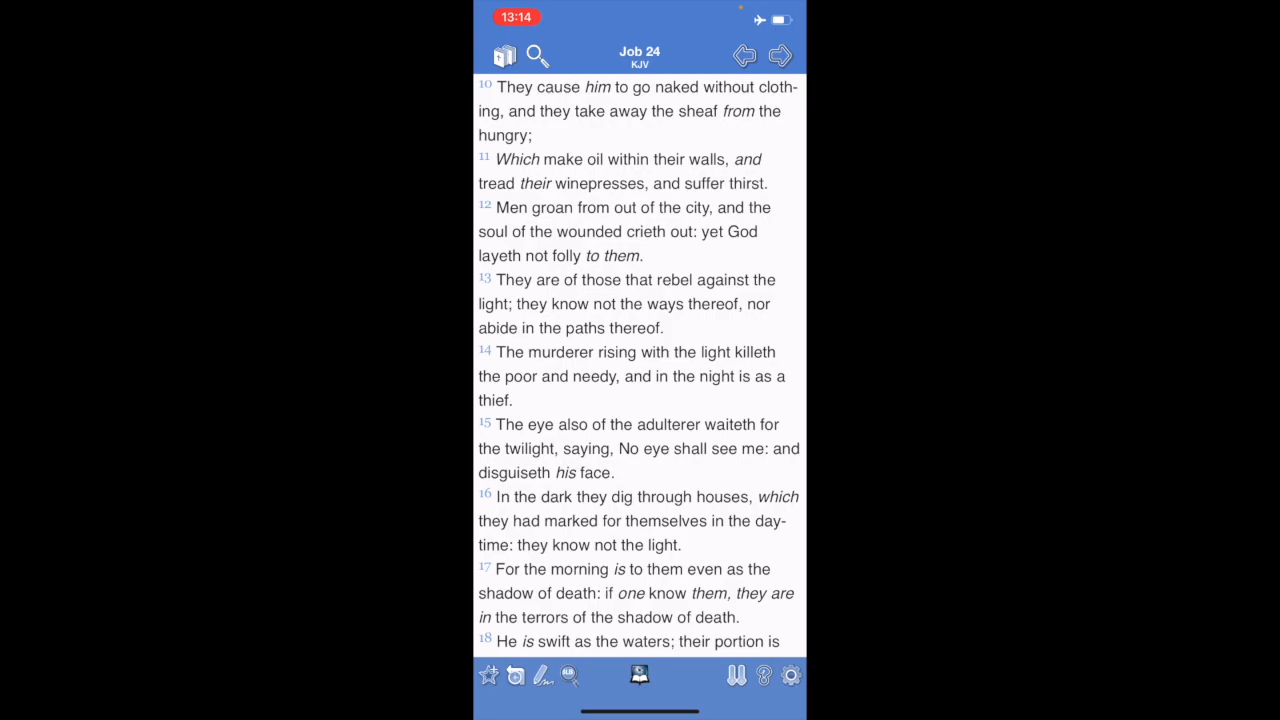 13:14
Job 24
KJV
10 They cause him to go naked without cloth-
ing, and they take away the sheaf from the
hungry;
11 Which make oil within their walls, and
tread their winepresses, and suffer thirst.
12 Men groan from out of the city, and the
soul of the wounded crieth out: yet God
layeth not folly to them.
13 They are of those that rebel against the
light; they know not the ways thereof, nor
abide in the paths thereof.
14 The murderer rising with the light killeth
the poor and needy, and in the night is as a
thief.
15 The eye also of the adulterer waiteth for
the twilight, saying, No eye shall see me: and
disguiseth his face.
16 In the dark they dig through houses, which
they had marked for themselves in the day-
time: they know not the light.
17 For the morning is to them even as the
shadow of death: if one know them, they are
in the terrors of the shadow of death.
18 He is swift as the waters; their portion is